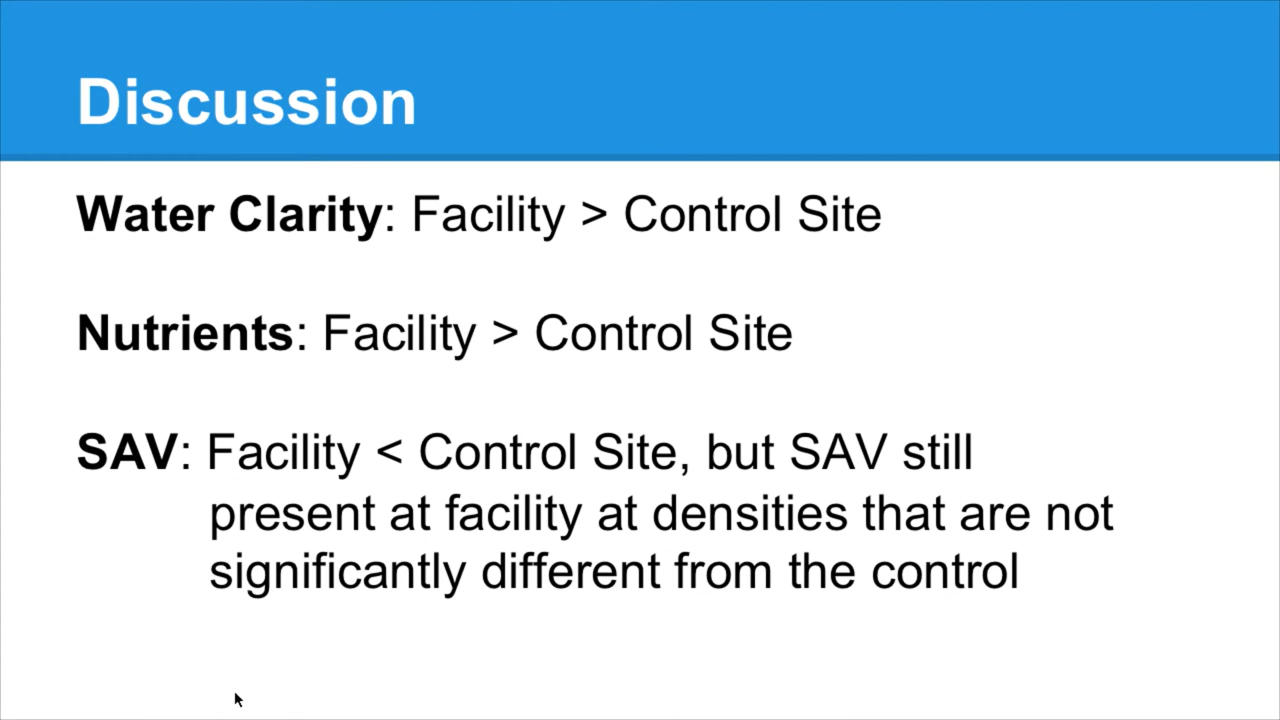 Discussion
Water Clarity: Facility > Control Site
Nutrients: Facility > Control Site
SAV: Facility < Control Site, but SAV still
present at facility at densities that are not
significantly different from the control